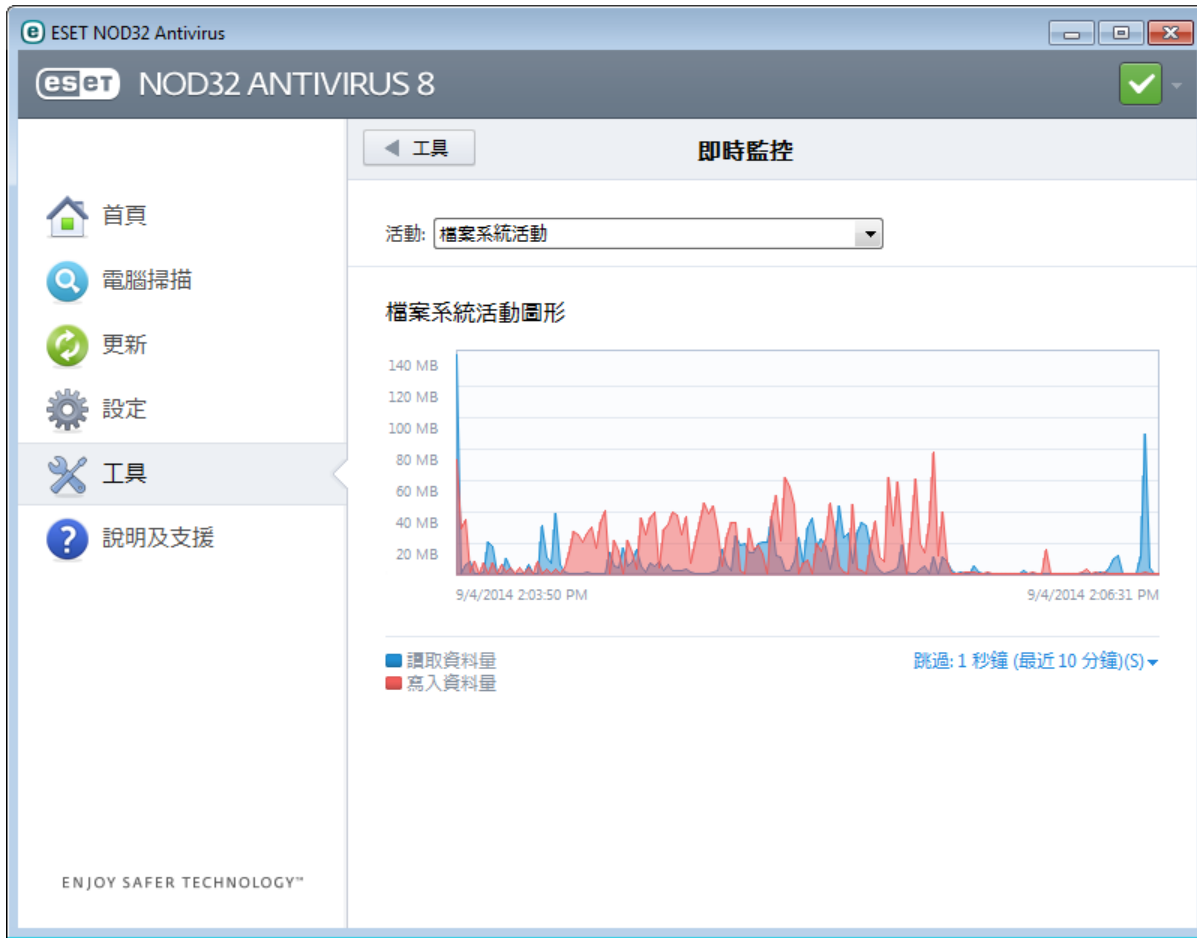 ESET NOD32 Antivirus
eset NOD32 ANTIVIRUS 8
工具
即時監控
首頁
電腦掃描
更新
設定
工具
說明及支援
活動: 檔案系統活動
檔案系統活動圖形
140 MB
120 MB
100 MB
80 MB
60 MB
40 MB
20 MB
9/4/2014 2:03:50 PM
9/4/2014 2:06:31 PM
讀取資料量
寫入資料量
跳過: 1 秒鐘 (最近 10 分鐘)(S)
ENJOY SAFER TECHNOLOGY™